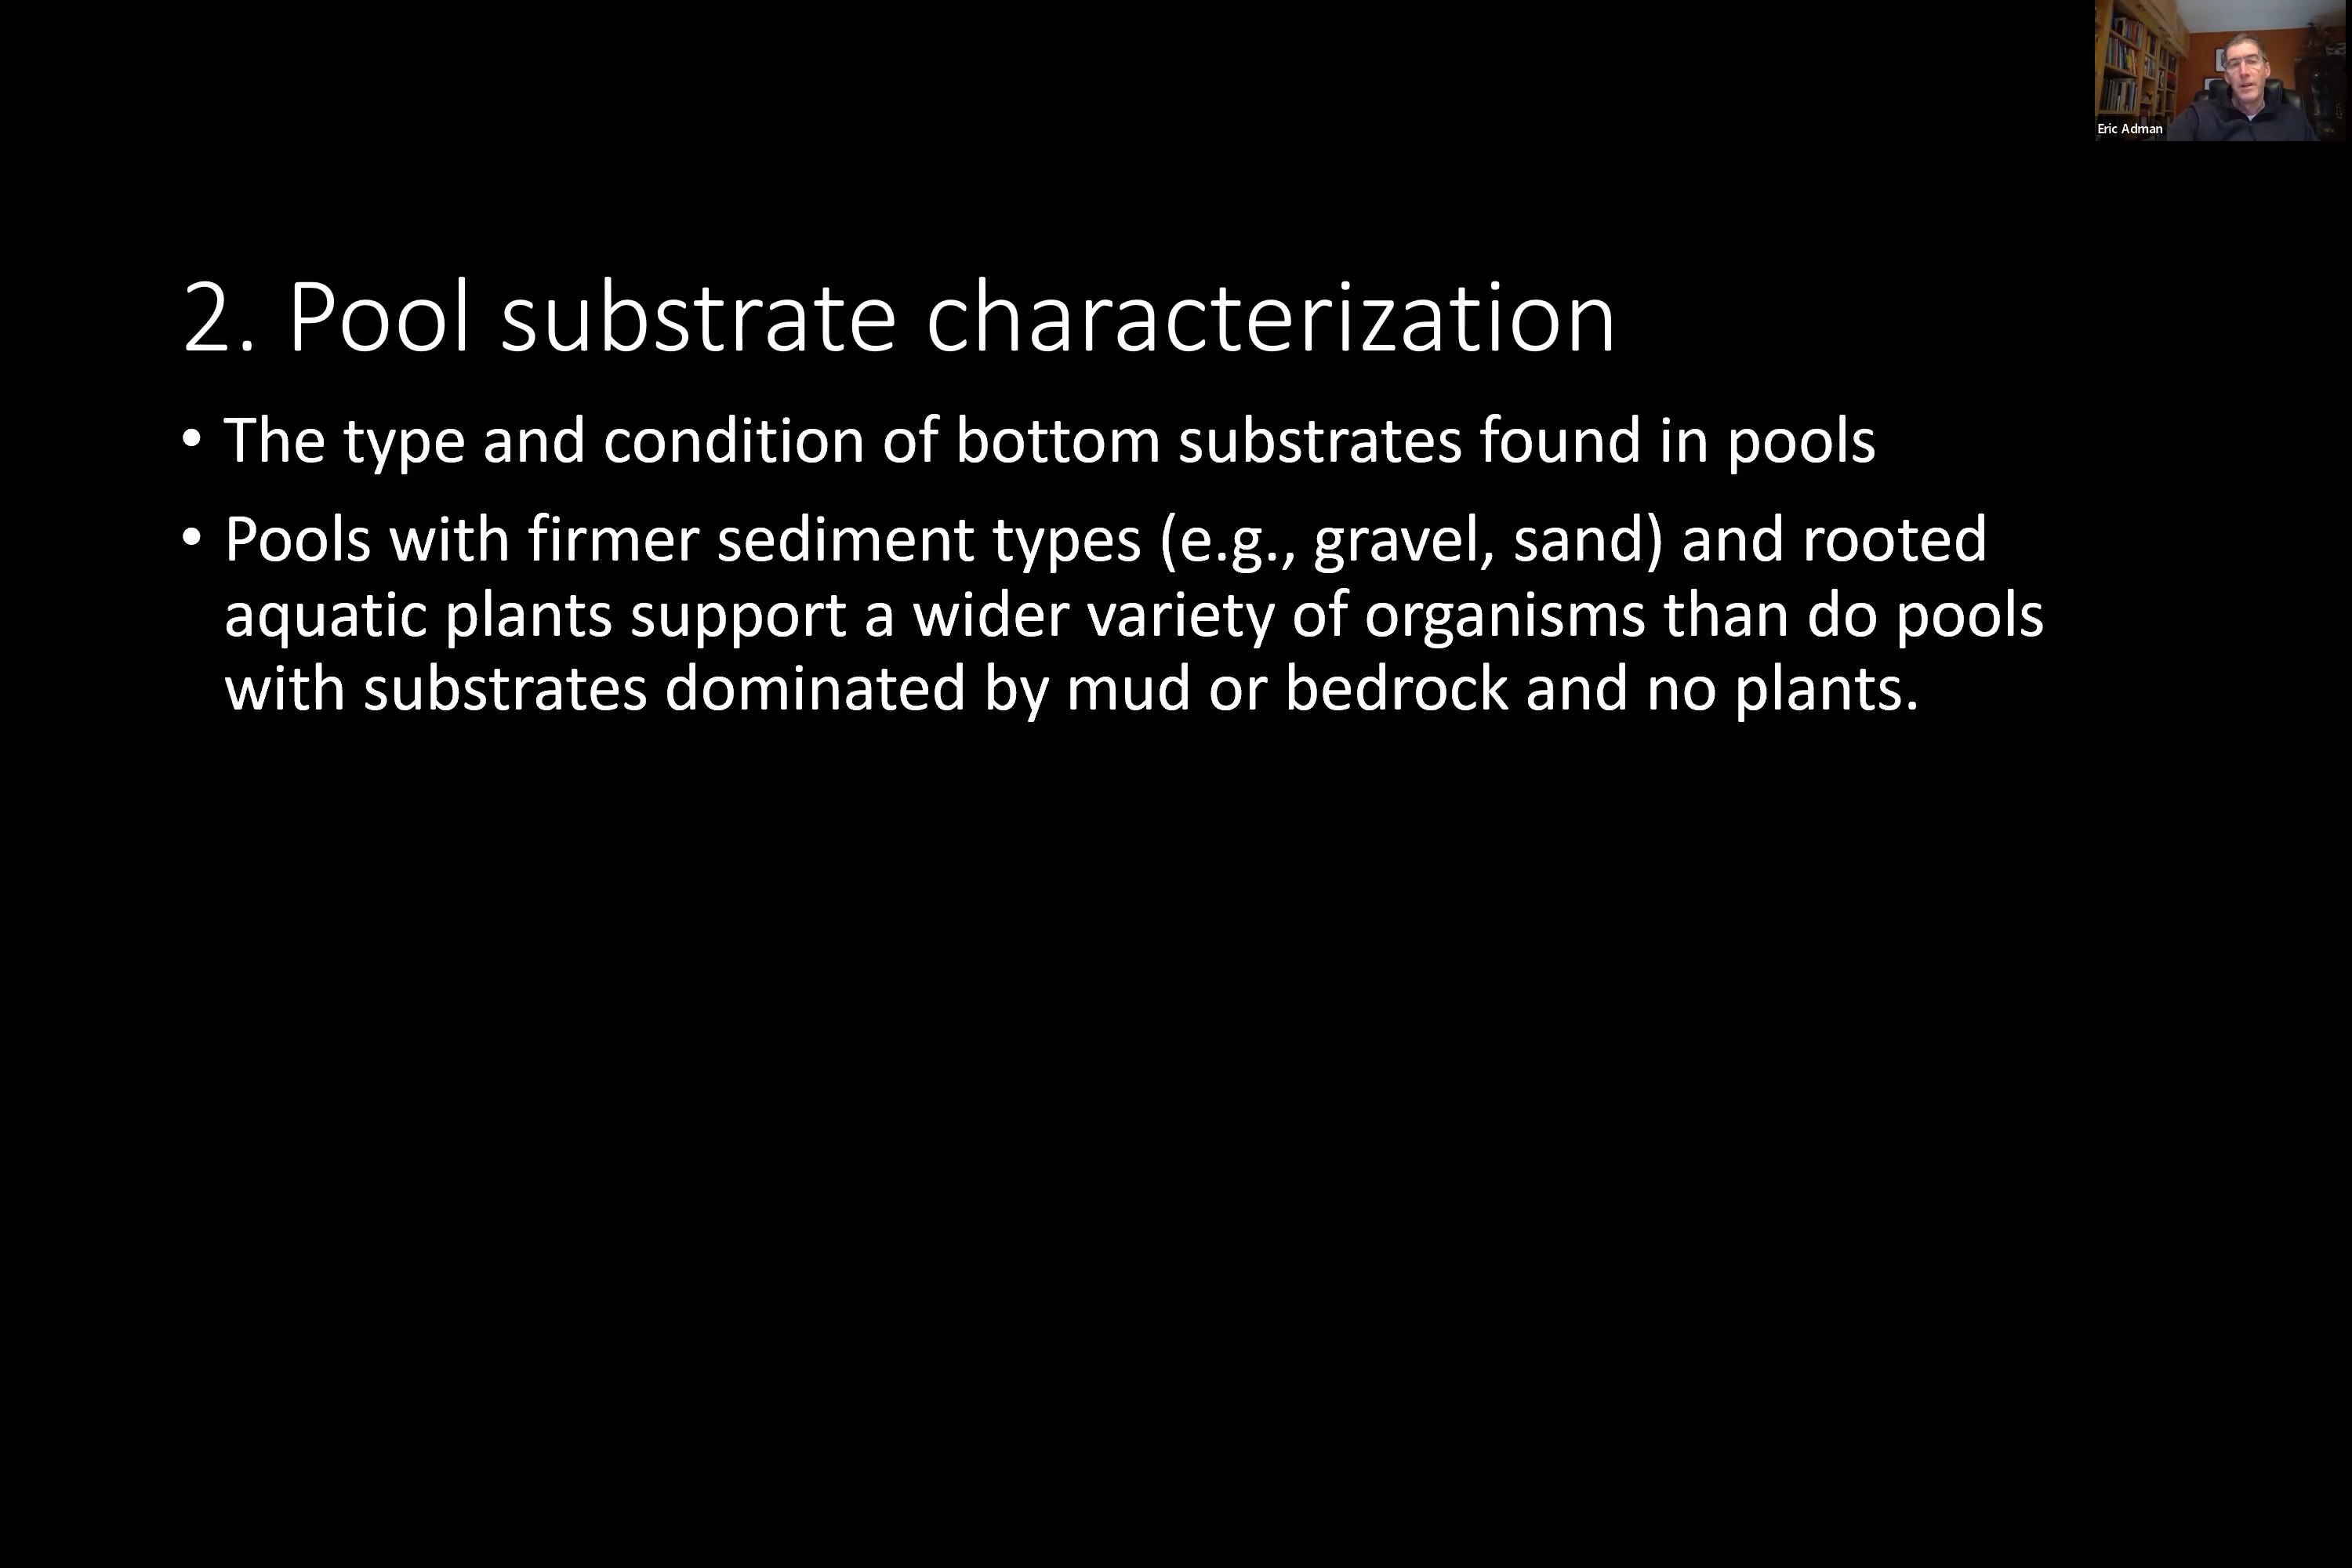 Eric Adman
2. Pool substrate characterization
• The type and condition of bottom substrates found in pools
• Pools with firmer sediment types (e.g., gravel, sand) and rooted
aquatic plants support a wider variety of organisms than do pools
with substrates dominated by mud or bedrock and no plants.